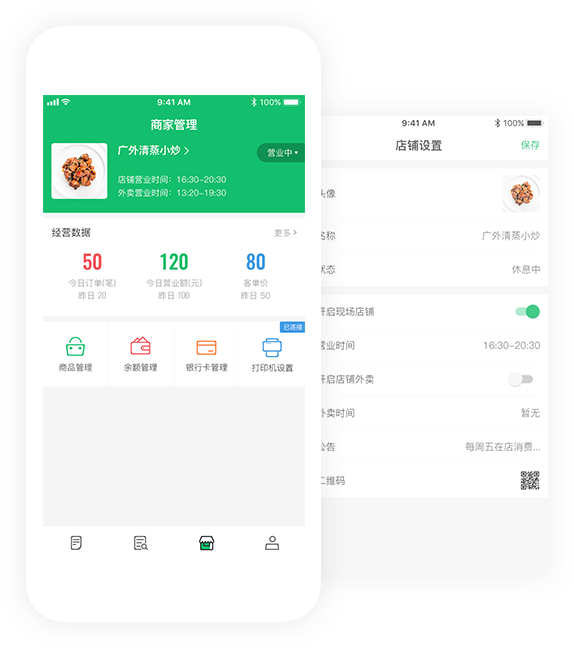 9:41 AM
100%
商家管理
广外清蒸小炒
营业中
店铺营业时间：16:30-20:30
外卖营业时间：13:20-19:30
经营数据
更多
50
120
80
今日订单(笔)
今日营业额(元)
客单价
昨日 20
昨日 100
昨日 50
已连接
商品管理
余额管理
银行卡管理
打印机设置
9:41 AM
100%
店铺设置
保存
头像
名称
广外清蒸小炒
状态
休息中
开启现场店铺
营业时间
16:30-20:30
开启店铺外卖
外卖时间
暂无
公告
每周五在店消费...
二维码